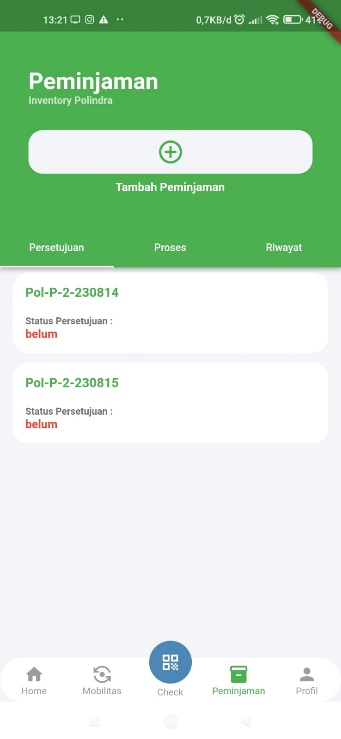 13:21
0,7KB/d
41%
DEBUG
Peminjaman
Inventory Polindra
Tambah Peminjaman
Persetujuan
Proses
Riwayat
Pol-P-2-230814
Status Persetujuan :
belum
Pol-P-2-230815
Status Persetujuan :
belum
Home
Mobilitas
Check
Peminjaman
Profil